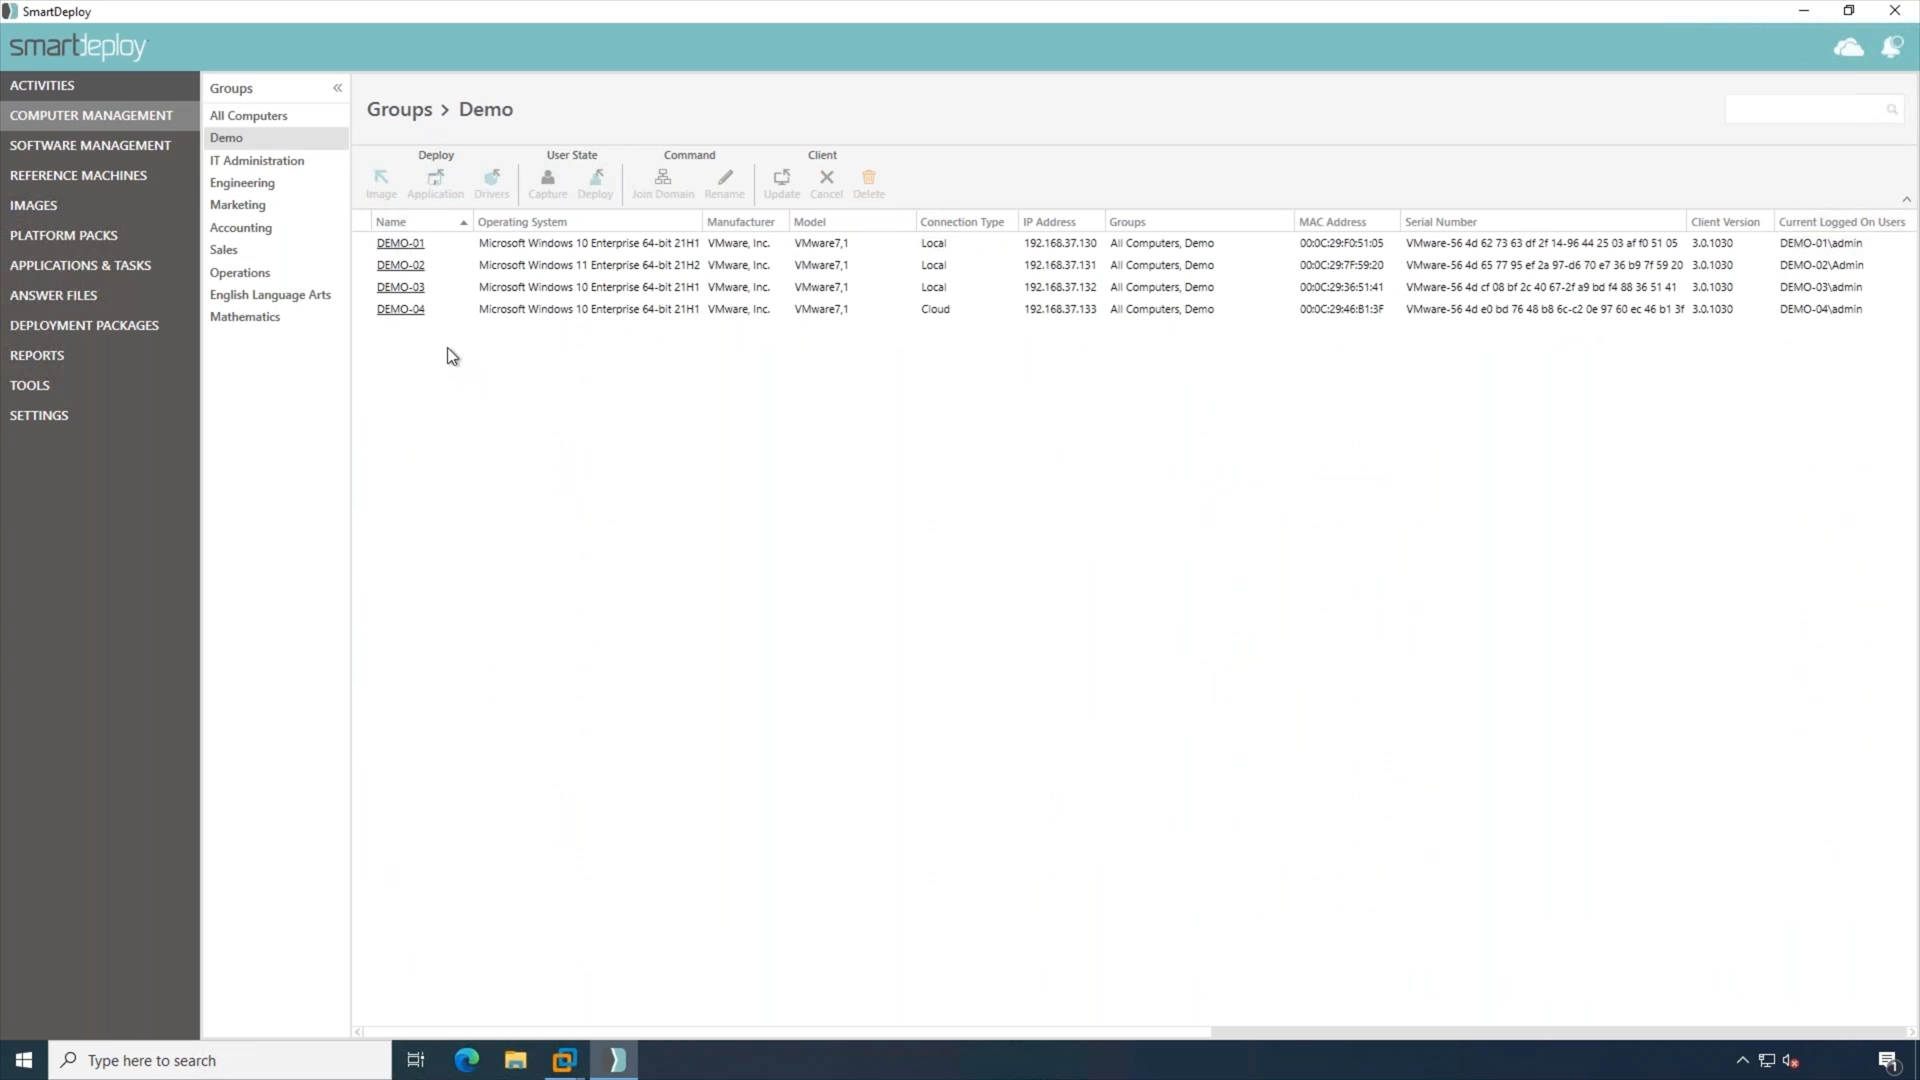 SmartDeploy
smartdeploy
ACTIVITIES
COMPUTER MANAGEMENT
SOFTWARE MANAGEMENT
REFERENCE MACHINES
IMAGES
PLATFORM PACKS
APPLICATIONS & TASKS
ANSWER FILES
DEPLOYMENT PACKAGES
REPORTS
TOOLS
SETTINGS
Groups «
All Computers
Demo
IT Administration
Engineering
Marketing
Accounting
Sales
Operations
English Language Arts
Mathematics
Groups > Demo
Deploy User State Command Client
Image Application Drivers Capture Deploy Join Domain Rename Update Cancel Delete
Name Operating System Manufacturer Model Connection Type IP Address Groups MAC Address Serial Number Client Version Current Logged On Users
DEMO-01 Microsoft Windows 10 Enterprise 64-bit 21H1 VMware, Inc. VMware7,1 Local 192.168.37.130 All Computers, Demo 00:0C:29:F0:51:05 VMware-56 4d 62 73 63 df 2f 14-96 44 25 03 af f0 51 05 3.0.1030 DEMO-01\admin
DEMO-02 Microsoft Windows 11 Enterprise 64-bit 21H2 VMware, Inc. VMware7,1 Local 192.168.37.131 All Computers, Demo 00:0C:29:7F:59:20 VMware-56 4d 65 77 95 ef 2a 97-d6 70 e7 36 b9 7f 59 20 3.0.1030 DEMO-02\Admin
DEMO-03 Microsoft Windows 10 Enterprise 64-bit 21H1 VMware, Inc. VMware7,1 Local 192.168.37.132 All Computers, Demo 00:0C:29:36:51:41 VMware-56 4d cf 08 bf 2c 40 67-2f a9 bd f4 88 36 51 41 3.0.1030 DEMO-03\admin
DEMO-04 Microsoft Windows 10 Enterprise 64-bit 21H1 VMware, Inc. VMware7,1 Cloud 192.168.37.133 All Computers, Demo 00:0C:29:46:B1:3F VMware-56 4d e0 bd 76 48 b8 6c-c2 0e 97 60 ec 46 b1 3f 3.0.1030 DEMO-04\admin
Type here to search
1